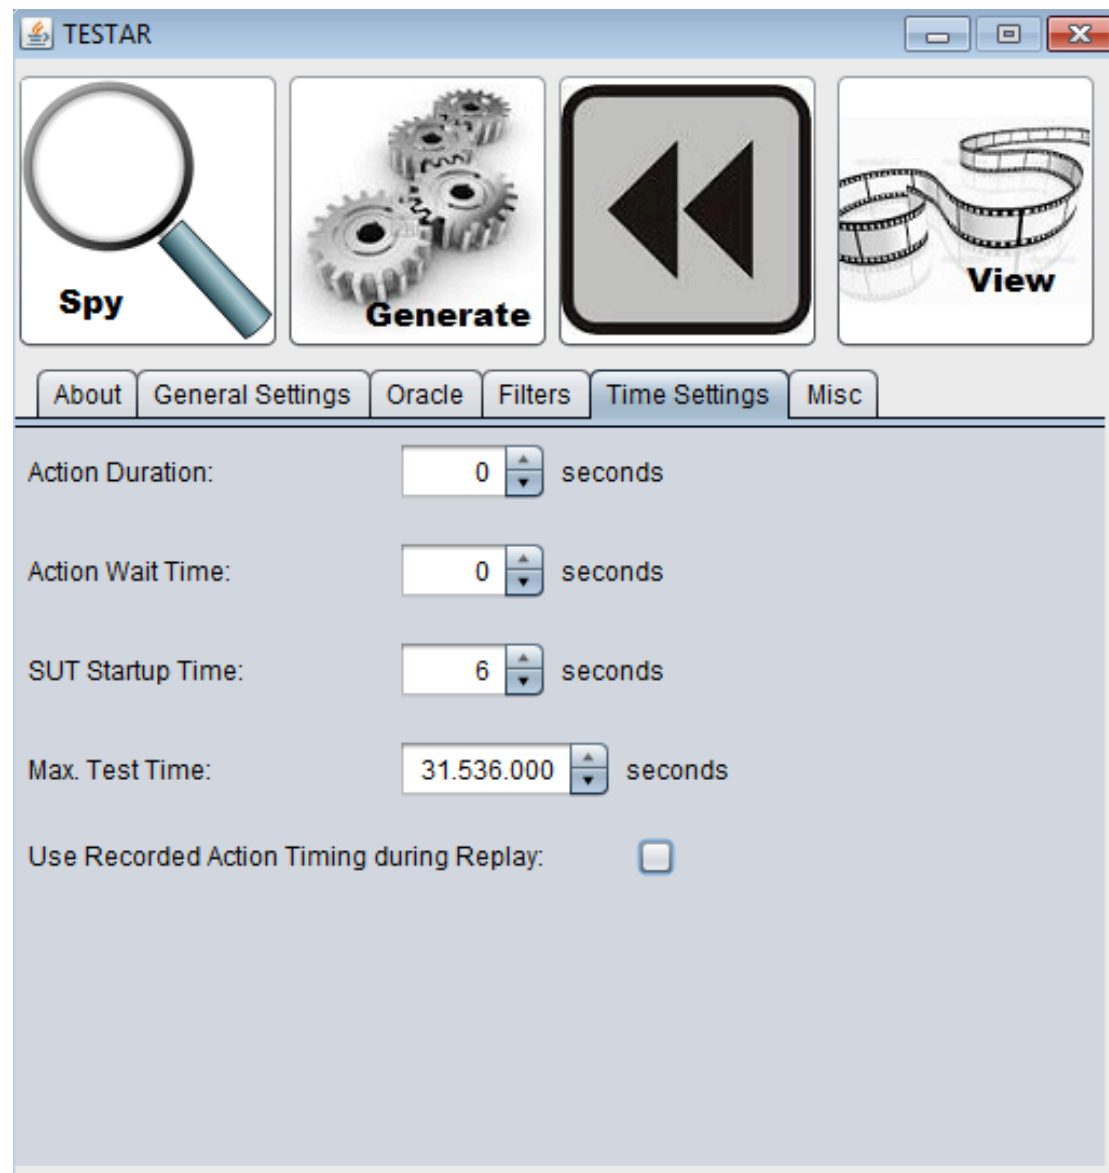 TESTAR
Spy
Generate
View
About General Settings Oracle Filters Time Settings Misc
Action Duration: 0 seconds
Action Wait Time: 0 seconds
SUT Startup Time: 6 seconds
Max. Test Time: 31.536.000 seconds
Use Recorded Action Timing during Replay: